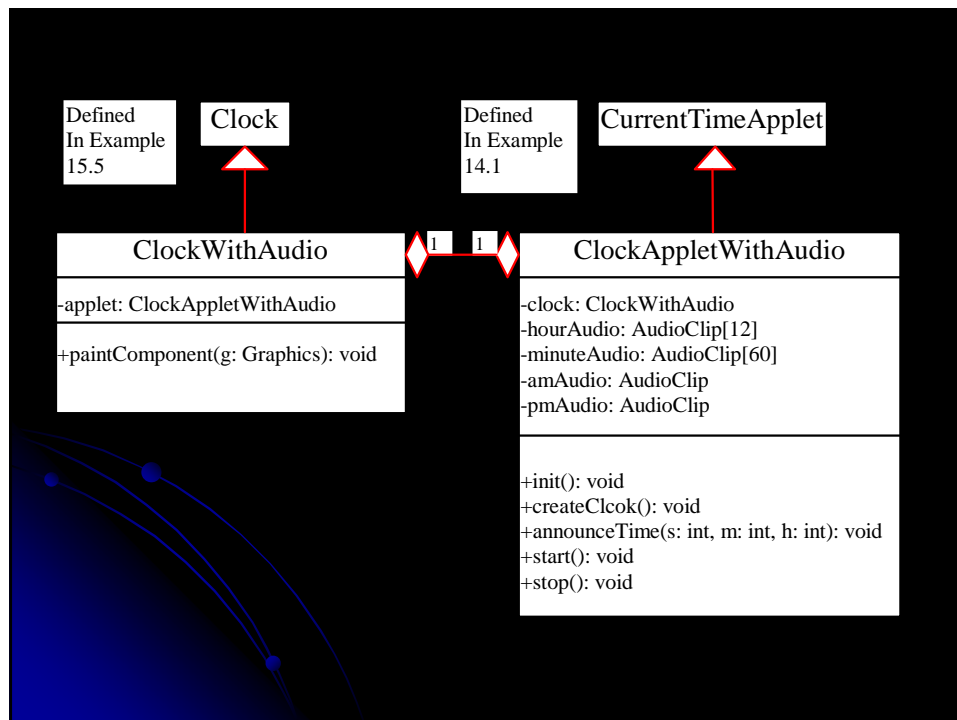 Defined
In Example
15.5
Clock
Defined
In Example
14.1
CurrentTimeApplet
ClockWithAudio
-applet: ClockAppletWithAudio
+paintComponent(g: Graphics): void
1
1
ClockAppletWithAudio
-clock: ClockWithAudio
-hourAudio: AudioClip[12]
-minuteAudio: AudioClip[60]
-amAudio: AudioClip
-pmAudio: AudioClip
+init(): void
+createClcok(): void
+announceTime(s: int, m: int, h: int): void
+start(): void
+stop(): void